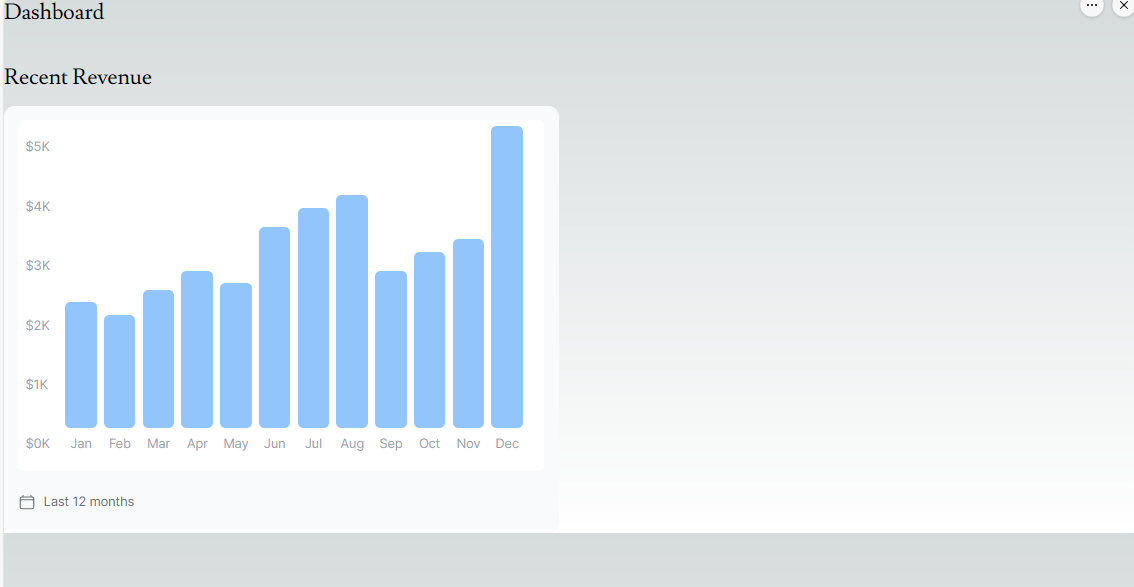 Dashboard
Recent Revenue
$5K
$4K
$3K
$2K
$1K
$0K
Jan Feb Mar Apr May Jun Jul Aug Sep Oct Nov Dec
Last 12 months